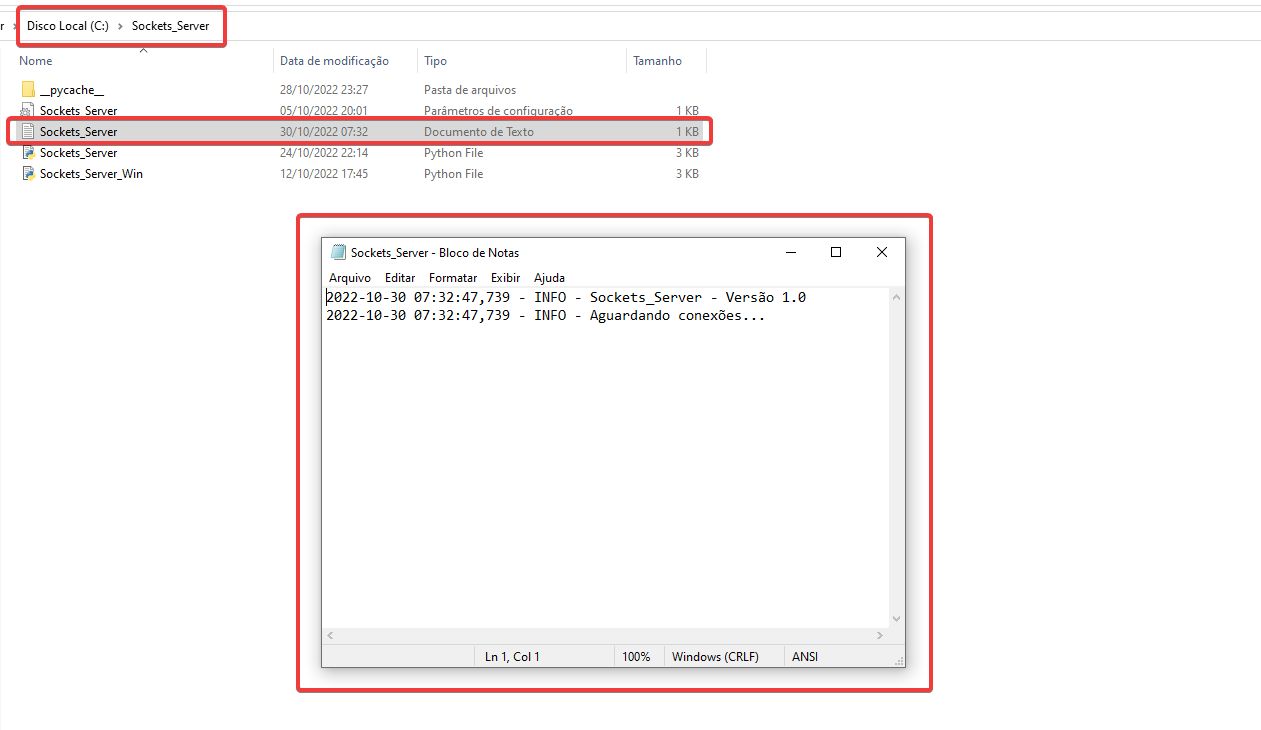 r › Disco Local (C:) › Sockets_Server
Nome Data de modificação Tipo Tamanho
__pycache__ 28/10/2022 23:27 Pasta de arquivos
Sockets_Server 05/10/2022 20:01 Parâmetros de configuração 1 KB
Sockets_Server 30/10/2022 07:32 Documento de Texto 1 KB
Sockets_Server 24/10/2022 22:14 Python File 3 KB
Sockets_Server_Win 12/10/2022 17:45 Python File 3 KB
Sockets_Server - Bloco de Notas
Arquivo Editar Formatar Exibir Ajuda
2022-10-30 07:32:47,739 - INFO - Sockets_Server - Versão 1.0
2022-10-30 07:32:47,739 - INFO - Aguardando conexões...
Ln 1, Col 1 100% Windows (CRLF) ANSI